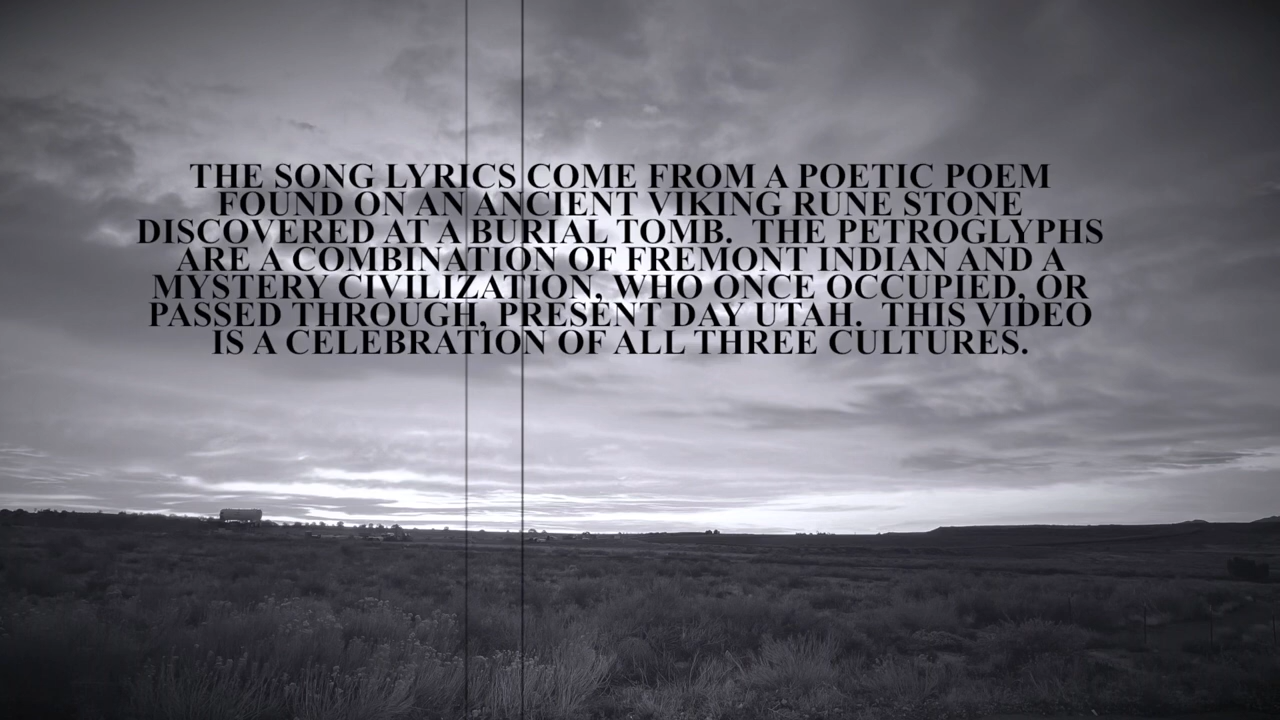 THE SONG LYRICS COME FROM A POETIC POEM
FOUND ON AN ANCIENT VIKING RUNE STONE
DISCOVERED AT A BURIAL TOMB.  THE PETROGLYPHS
ARE A COMBINATION OF FREMONT INDIAN AND A
MYSTERY CIVILIZATION, WHO ONCE OCCUPIED, OR
PASSED THROUGH, PRESENT DAY UTAH.  THIS VIDEO
IS A CELEBRATION OF ALL THREE CULTURES.